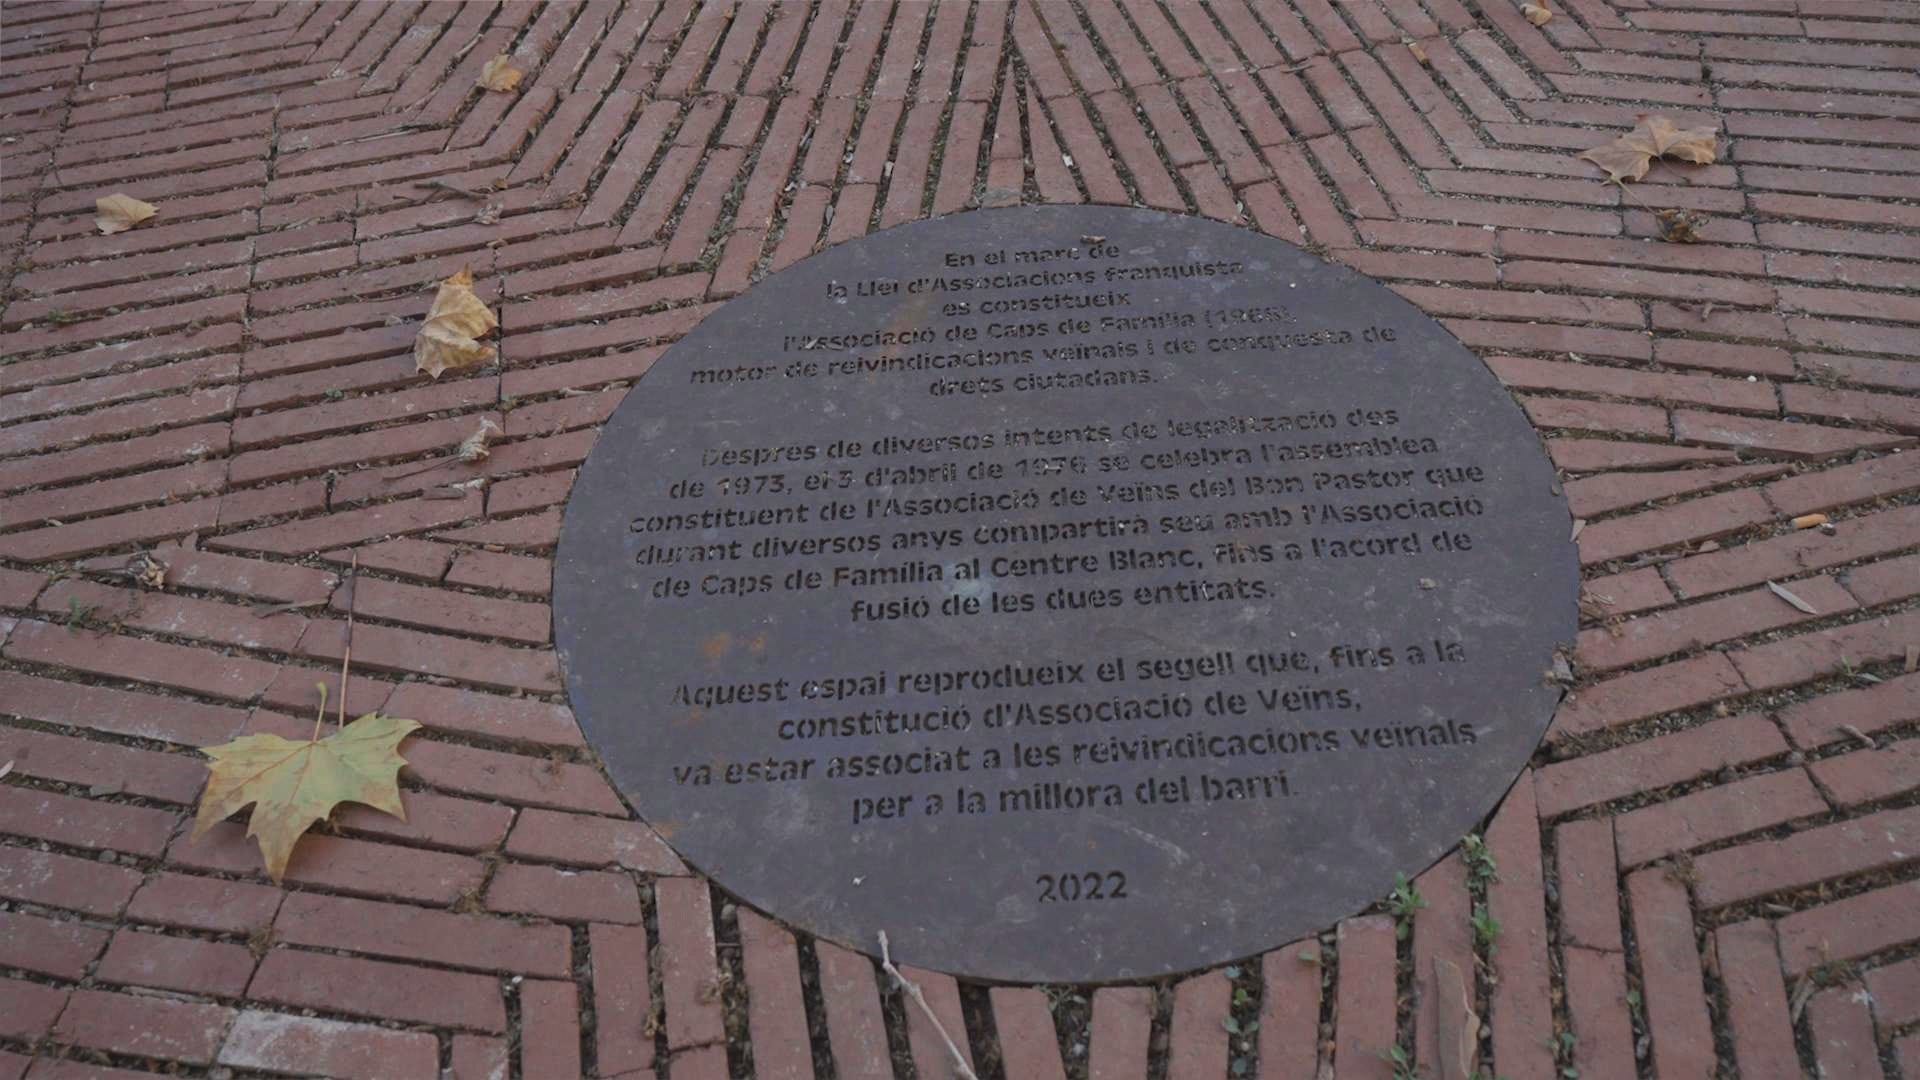 En el marc de
la Llei d'Associacions franquista
es constitueix
l'Associació de Caps de Família (1966),
motor de reivindicacions veïnals i de conquesta de
drets ciutadans.
Després de diversos intents de legalització des
de 1973, el 3 d'abril de 1976 se celebra l'assemblea
constituent de l'Associació de Veïns del Bon Pastor que
durant diversos anys compartirà seu amb l'Associació
de Caps de Família al Centre Blanc, fins a l'acord de
fusió de les dues entitats.
Aquest espai reprodueix el segell que, fins a la
constitució d'Associació de Veïns,
va estar associat a les reivindicacions veïnals
per a la millora del barri.
2022